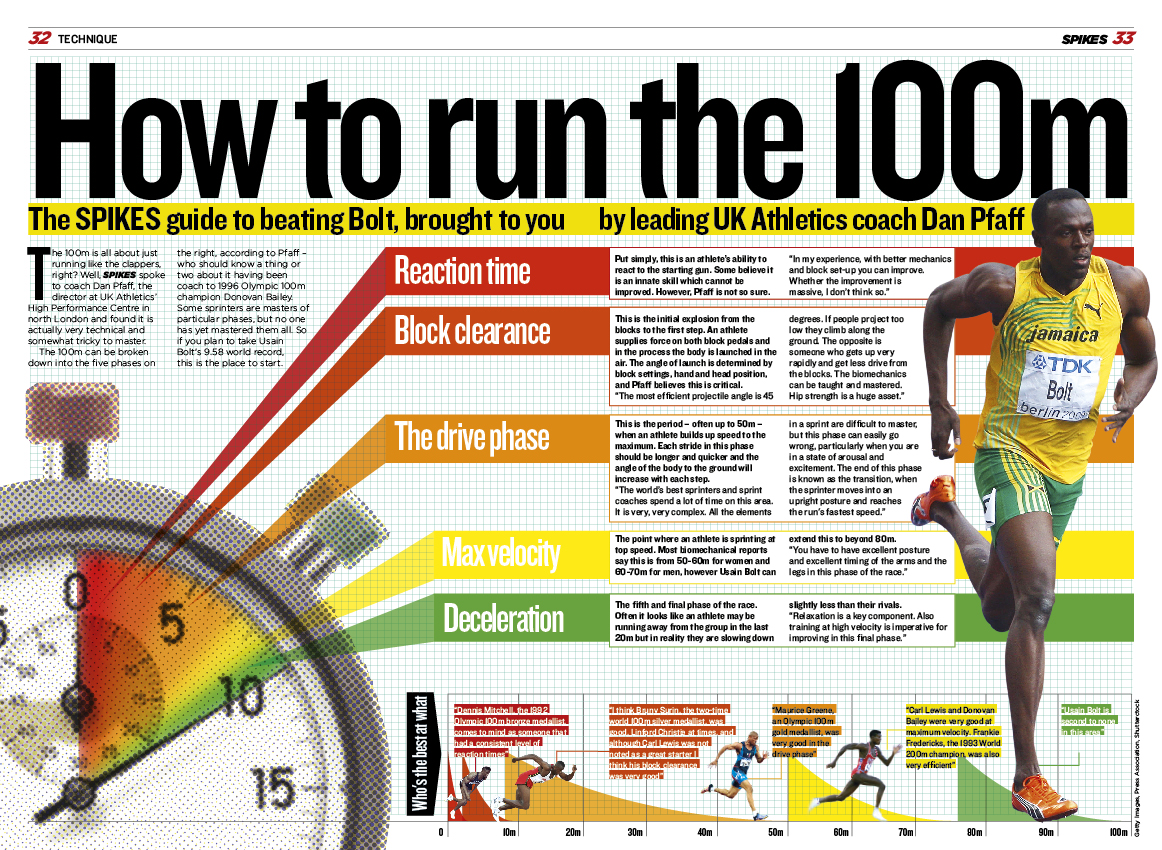 32 TECHNIQUE
SPIKES 33
How to run the 100m
The SPIKES guide to beating Bolt, brought to you by leading UK Athletics coach Dan Pfaff
The 100m is all about just
running like the clappers,
right? Well, SPIKES spoke
to coach Dan Pfaff, the
director at UK Athletics'
High Performance Centre in
north London and found it is
actually very technical and
somewhat tricky to master.
The 100m can be broken
down into the five phases on
the right, according to Pfaff –
who should know a thing or
two about it having been
coach to 1996 Olympic 100m
champion Donovan Bailey.
Some sprinters are masters of
particular phases, but no one
has yet mastered them all. So
if you plan to take Usain
Bolt's 9.58 world record,
this is the place to start.
Reaction time
Put simply, this is an athlete's ability to
react to the starting gun. Some believe it
is an innate skill which cannot be
improved. However, Pfaff is not so sure.
"In my experience, with better mechanics
and block set-up you can improve.
Whether the improvement is
massive, I don't think so."
Block clearance
This is the initial explosion from the
blocks to the first step. An athlete
supplies force on both block pedals and
in the process the body is launched in the
air. The angle of launch is determined by
block settings, hand and head position,
and Pfaff believes this is critical.
"The most efficient projectile angle is 45
degrees. If people project too
low they climb along the
ground. The opposite is
someone who gets up very
rapidly and get less drive from
the blocks. The biomechanics
can be taught and mastered.
Hip strength is a huge asset."
The drive phase
This is the period – often up to 50m –
when an athlete builds up speed to the
maximum. Each stride in this phase
should be longer and quicker and the
angle of the body to the ground will
increase with each step.
"The world's best sprinters and sprint
coaches spend a lot of time on this area.
It is very, very complex. All the elements
in a sprint are difficult to master,
but this phase can easily go
wrong, particularly when you are
in a state of arousal and
excitement. The end of this phase
is known as the transition, when
the sprinter moves into an
upright posture and reaches
the run's fastest speed."
Max velocity
The point where an athlete is sprinting at
top speed. Most biomechanical reports
say this is from 50-60m for women and
60-70m for men, however Usain Bolt can
extend this to beyond 80m.
"You have to have excellent posture
and excellent timing of the arms and the
legs in this phase of the race."
Deceleration
The fifth and final phase of the race.
Often it looks like an athlete may be
running away from the group in the last
20m but in reality they are slowing down
slightly less than their rivals.
"Relaxation is a key component. Also
training at high velocity is imperative for
improving in this final phase."
jamaica
TDK
Bolt
berlin 2009
0
5
10
15
Who's the best at what
"Dennis Mitchell, the 1992
Olympic 100m bronze medallist,
comes to mind as someone that
had a consistent level of
reaction times"
"I think Bruny Surin, the two-time
world 100m silver medallist, was
good. Linford Christie at times, and
although Carl Lewis was not
noted as a great starter I
think his block clearance
was very good"
"Maurice Greene,
an Olympic 100m
gold medallist, was
very good in the
drive phase"
"Carl Lewis and Donovan
Bailey were very good at
maximum velocity. Frankie
Fredericks, the 1993 World
200m champion, was also
very efficient"
"Usain Bolt is
second to none
in this area"
0 10m 20m 30m 40m 50m 60m 70m 80m 90m 100m
Getty Images, Press Association, Shutterstock